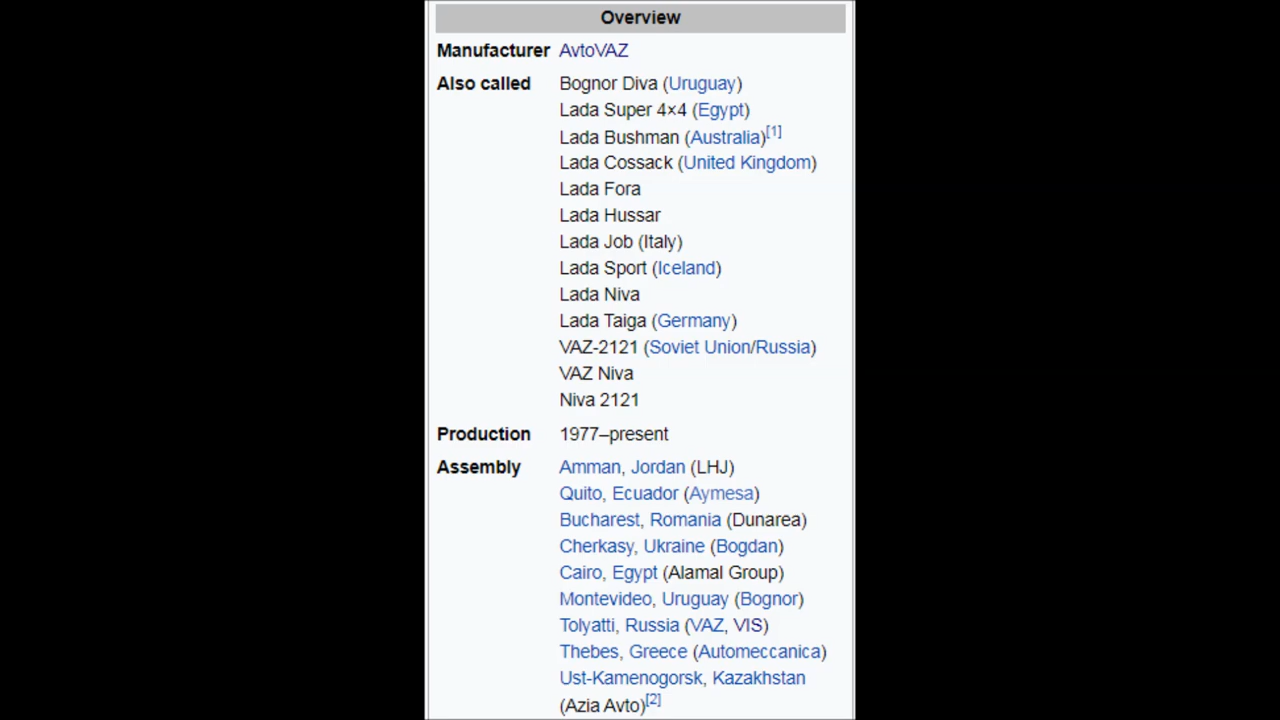 Overview
Manufacturer AvtoVAZ
Also called Bognor Diva (Uruguay)
Lada Super 4×4 (Egypt)
Lada Bushman (Australia)[1]
Lada Cossack (United Kingdom)
Lada Fora
Lada Hussar
Lada Job (Italy)
Lada Sport (Iceland)
Lada Niva
Lada Taiga (Germany)
VAZ-2121 (Soviet Union/Russia)
VAZ Niva
Niva 2121
Production 1977–present
Assembly Amman, Jordan (LHJ)
Quito, Ecuador (Aymesa)
Bucharest, Romania (Dunarea)
Cherkasy, Ukraine (Bogdan)
Cairo, Egypt (Alamal Group)
Montevideo, Uruguay (Bognor)
Tolyatti, Russia (VAZ, VIS)
Thebes, Greece (Automeccanica)
Ust-Kamenogorsk, Kazakhstan
(Azia Avto)[2]